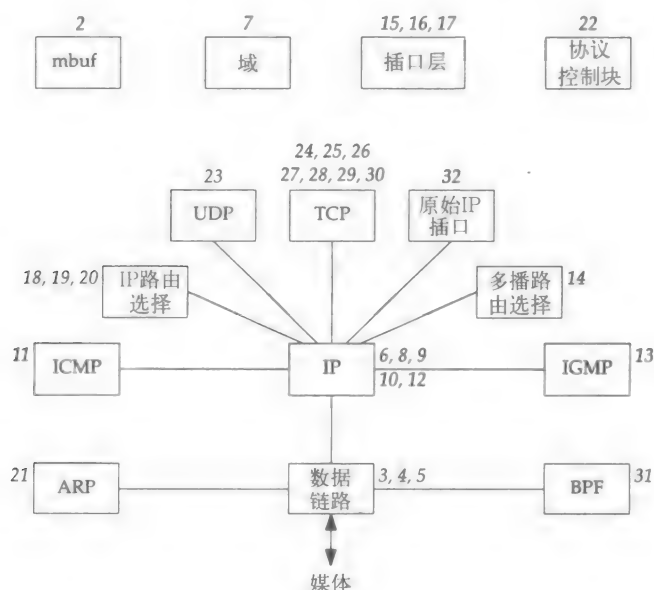 2
7
15, 16, 17
22
mbuf
域
插口层
协议
控制块
24, 25, 26
23
27, 28, 29, 30
32
UDP
TCP
原始IP
插口
18, 19, 20
IP路由
选择
多播路
由选择
14
11
ICMP
IP
6, 8, 9
10, 12
IGMP
13
21
ARP
数据
链路
3, 4, 5
BPF
31
媒体